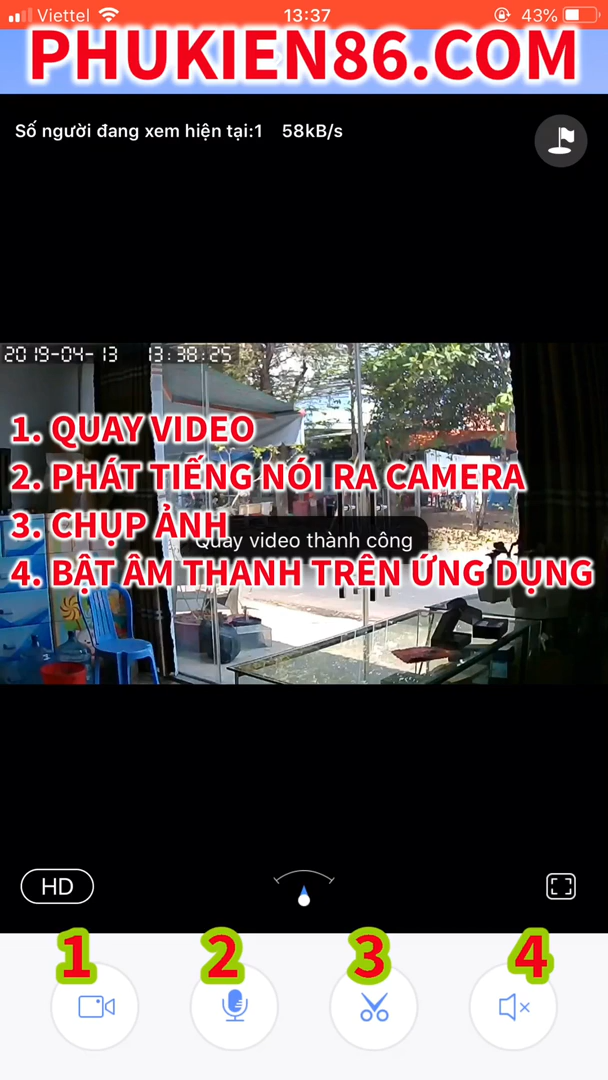 Viettel 13:37 43%
PHUKIEN86.COM
Số người đang xem hiện tại:1 58kB/s
2019-04-13 13:38:25
1. QUAY VIDEO
2. PHÁT TIẾNG NÓI RA CAMERA
3. CHỤP ẢNH
Quay video thành công
4. BẬT ÂM THANH TRÊN ỨNG DỤNG
HD
1 2 3 4